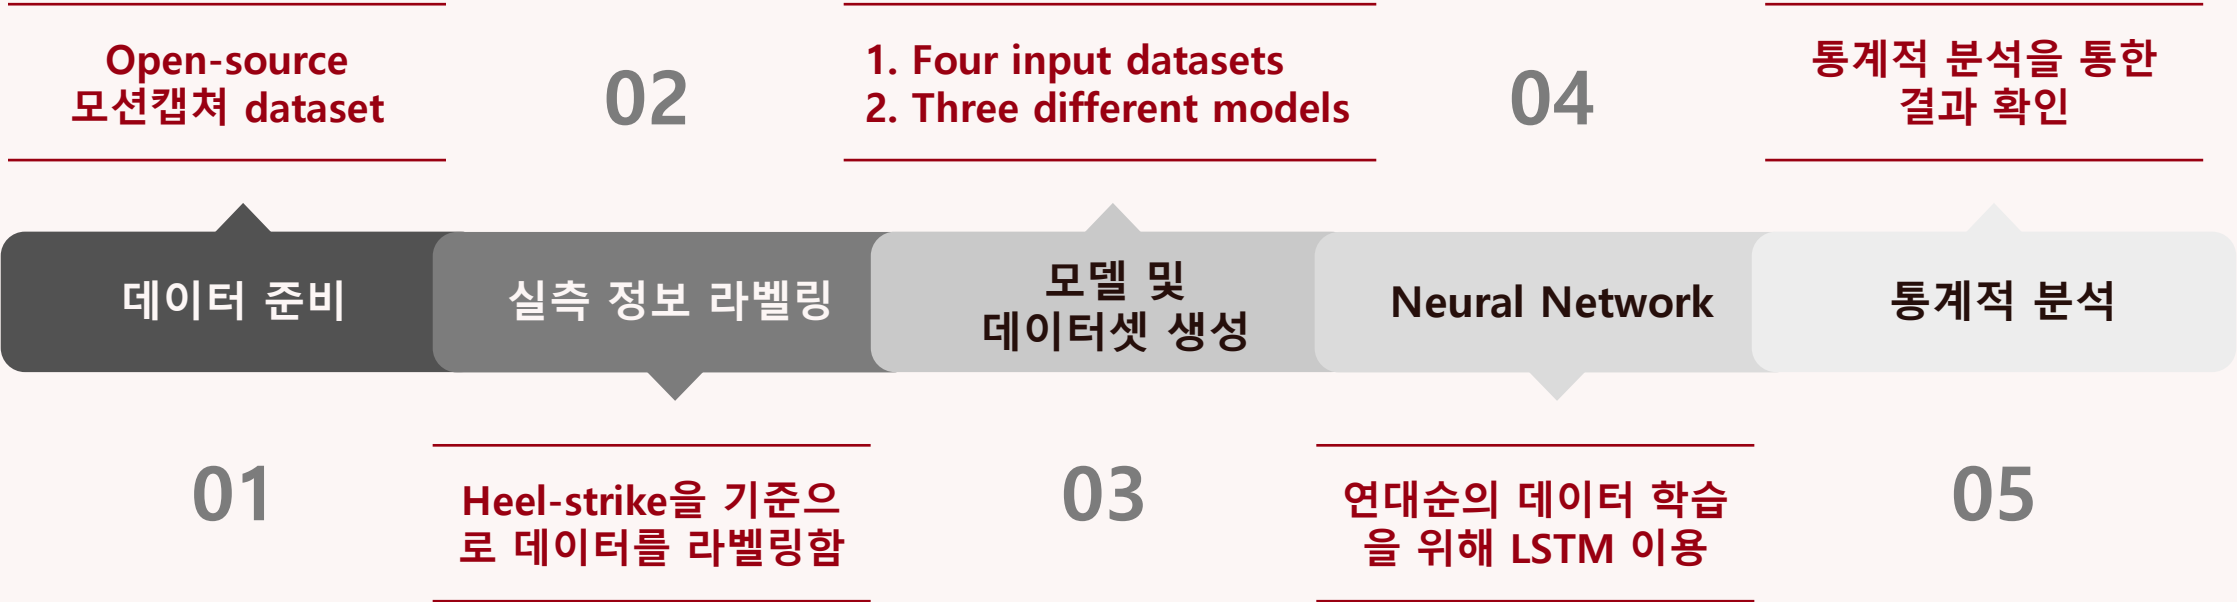 Open-source
모션캡쳐 dataset
02
1. Four input datasets
2. Three different models
04
통계적 분석을 통한
결과 확인
데이터 준비
실측 정보 라벨링
모델 및
데이터셋 생성
Neural Network
통계적 분석
01
Heel-strike을 기준으
로 데이터를 라벨링함
03
연대순의 데이터 학습
을 위해 LSTM 이용
05